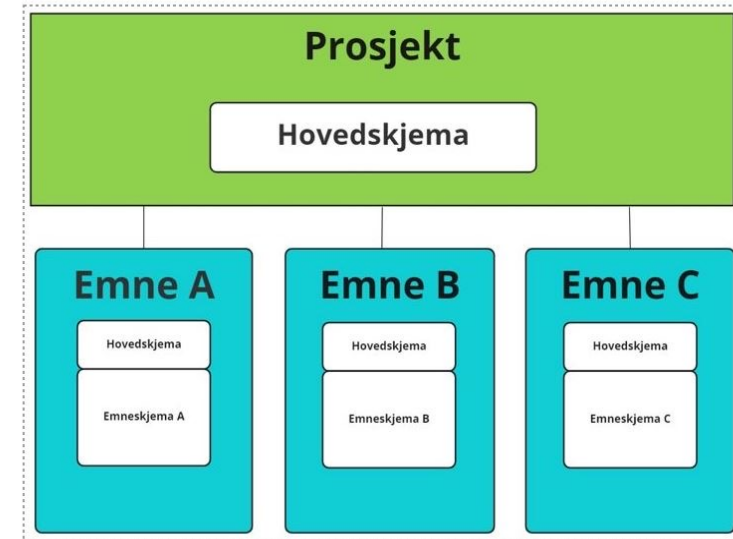 Prosjekt
Hovedskjema
Emne A
Hovedskjema
Emneskjema A
Emne B
Hovedskjema
Emneskjema B
Emne C
Hovedskjema
Emneskjema C